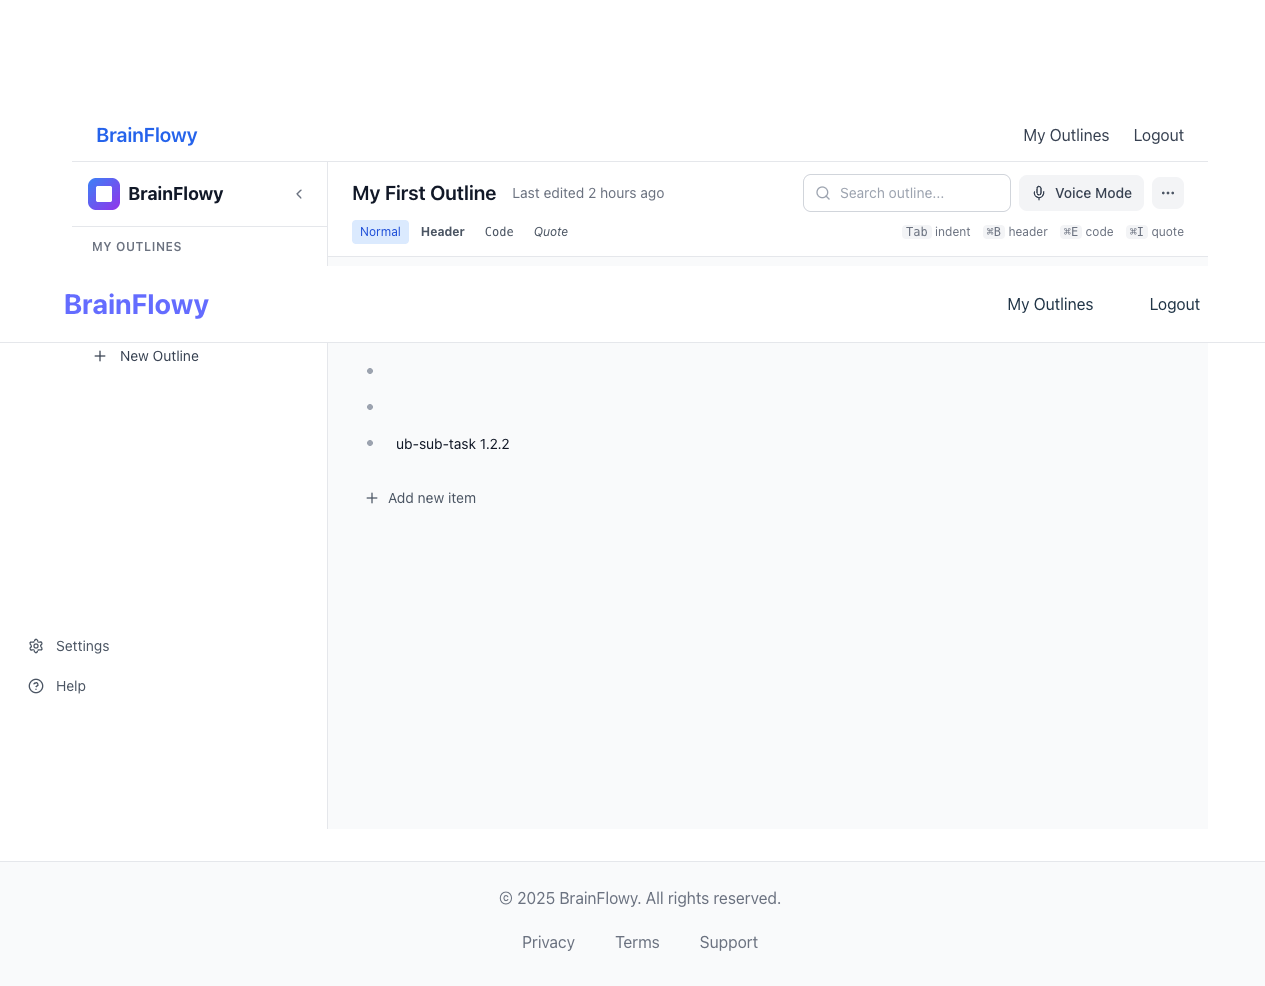 BrainFlowy My Outlines Logout
BrainFlowy
My First Outline Last edited 2 hours ago Search outline... Voice Mode
Normal Header Code Quote Tab indent ⌘B header ⌘E code ⌘I quote
MY OUTLINES
BrainFlowy My Outlines Logout
New Outline
ub-sub-task 1.2.2
Add new item
Settings
Help
© 2025 BrainFlowy. All rights reserved.
Privacy Terms Support